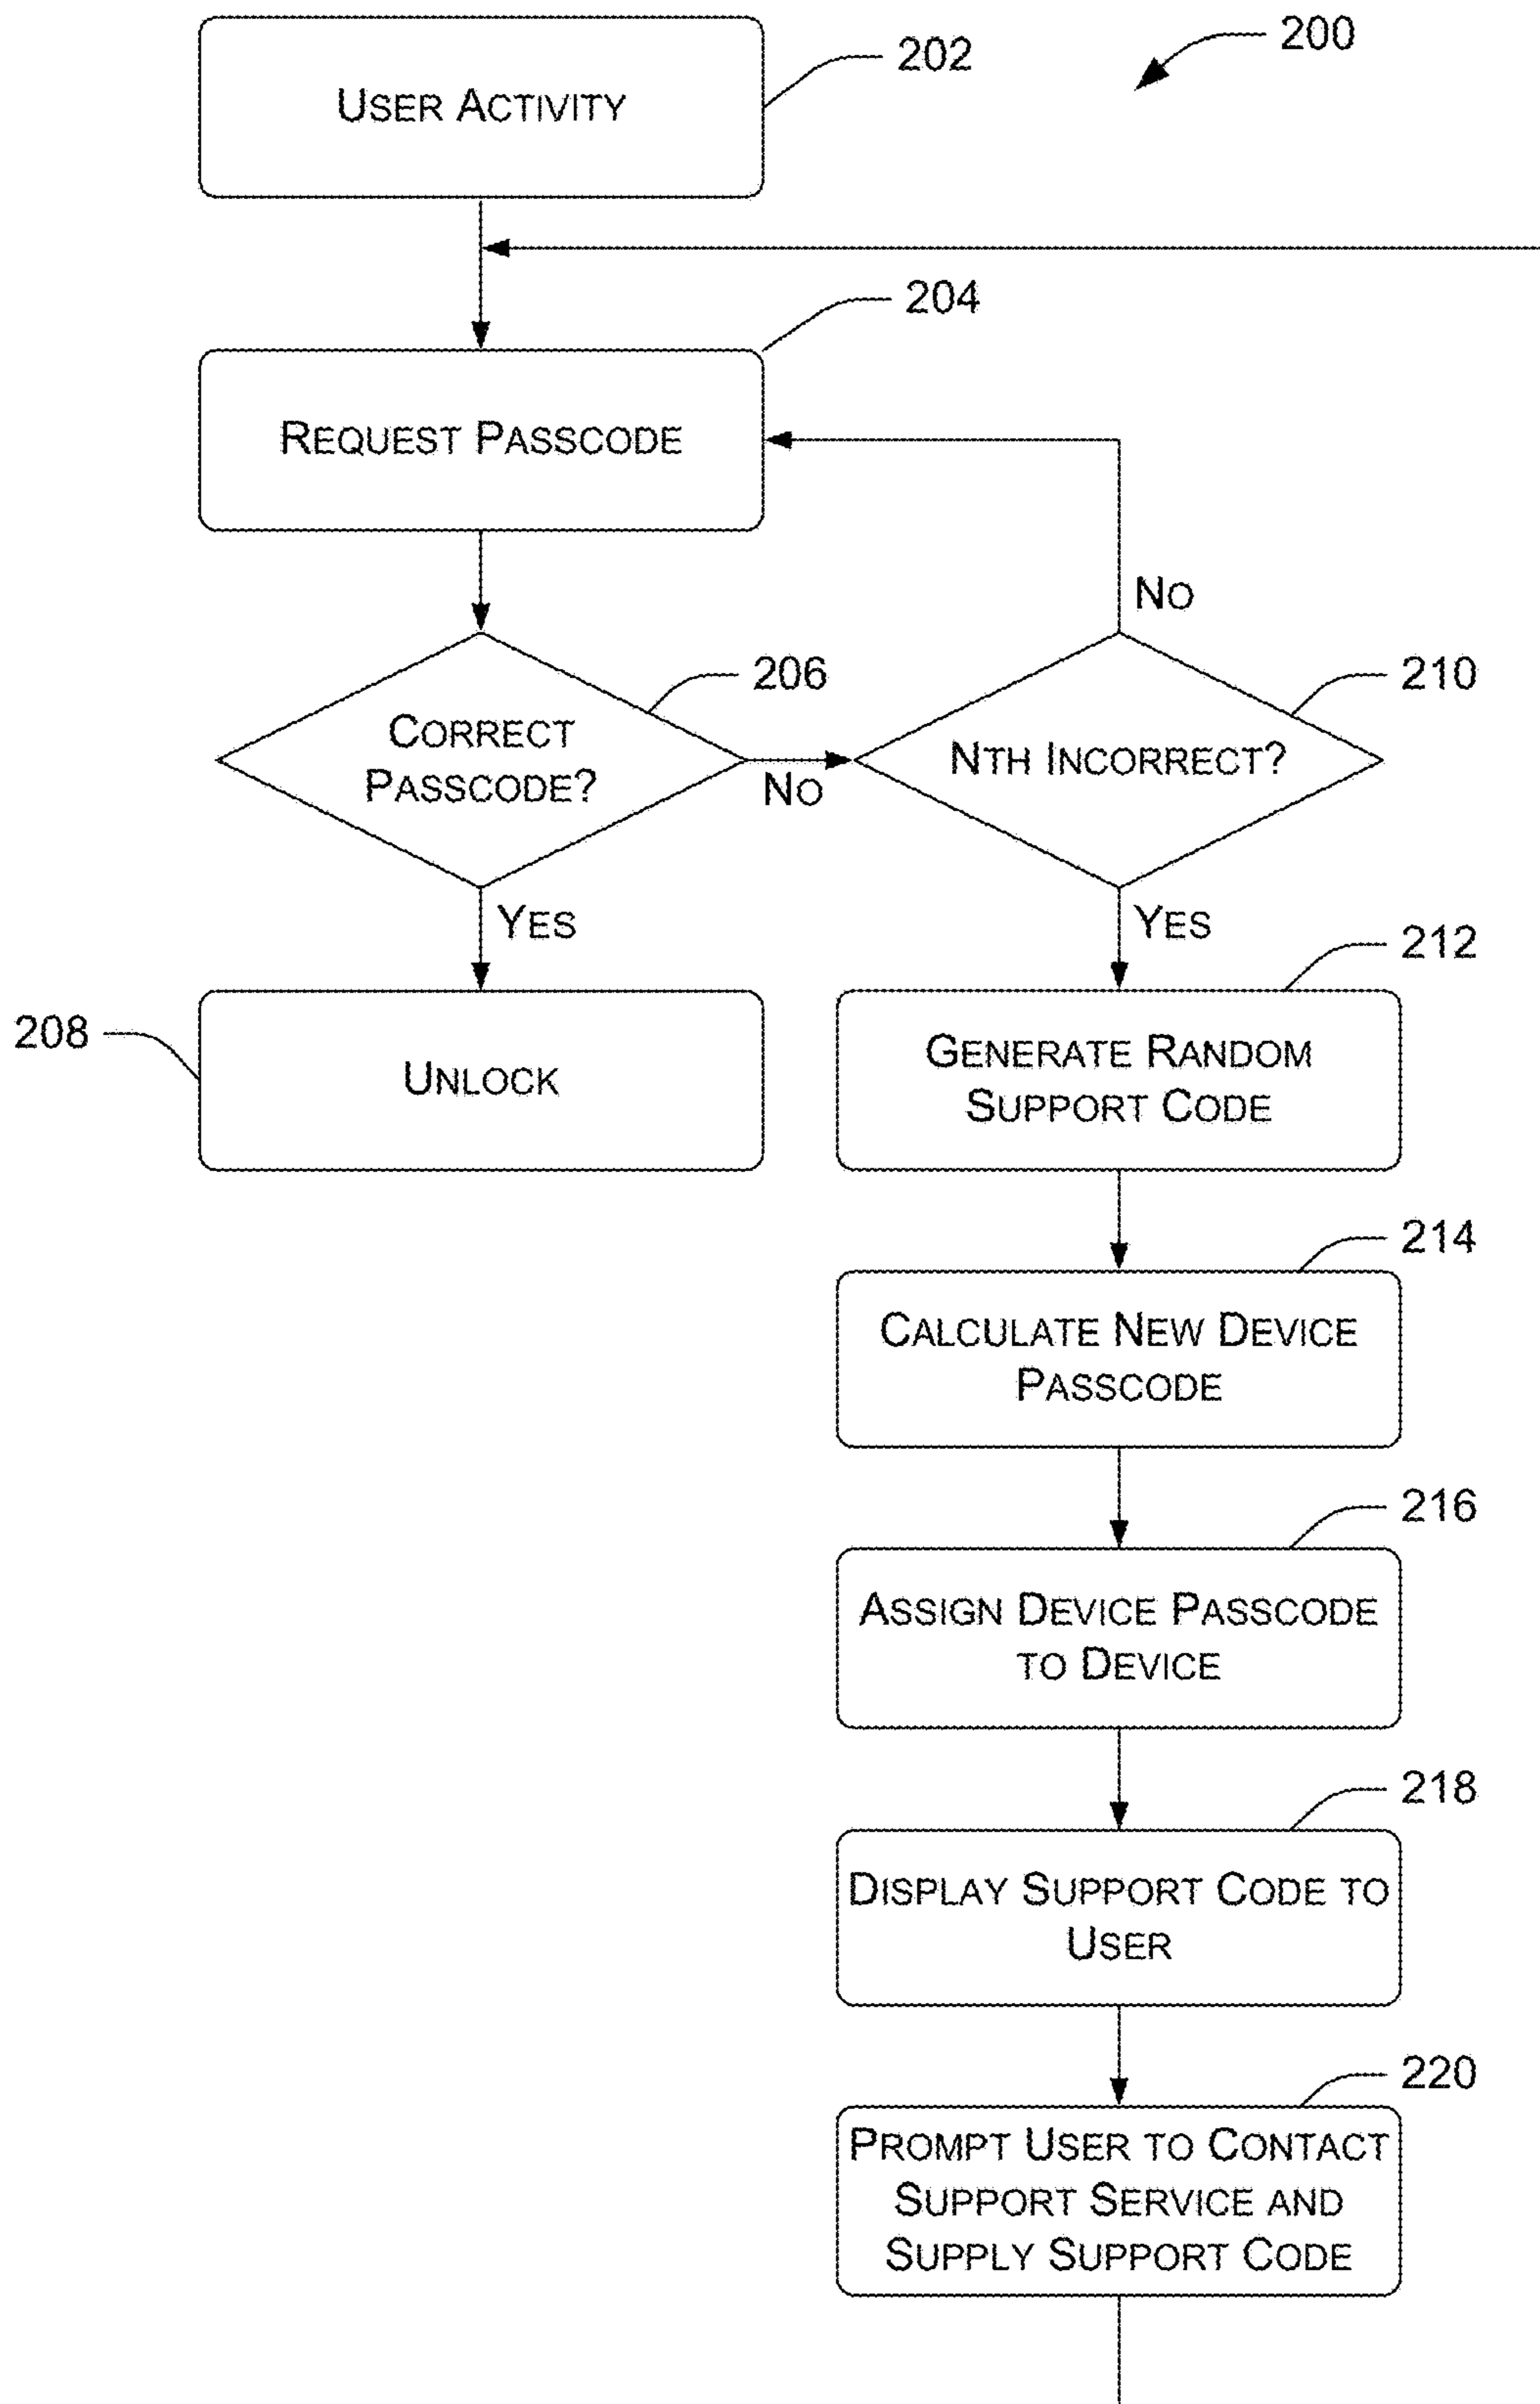 200
202
USER ACTIVITY
204
REQUEST PASSCODE
NO
206
CORRECT
PASSCODE?
NO
210
NTH INCORRECT?
YES
YES
208
UNLOCK
212
GENERATE RANDOM
SUPPORT CODE
214
CALCULATE NEW DEVICE
PASSCODE
216
ASSIGN DEVICE PASSCODE
TO DEVICE
218
DISPLAY SUPPORT CODE TO
USER
220
PROMPT USER TO CONTACT
SUPPORT SERVICE AND
SUPPLY SUPPORT CODE